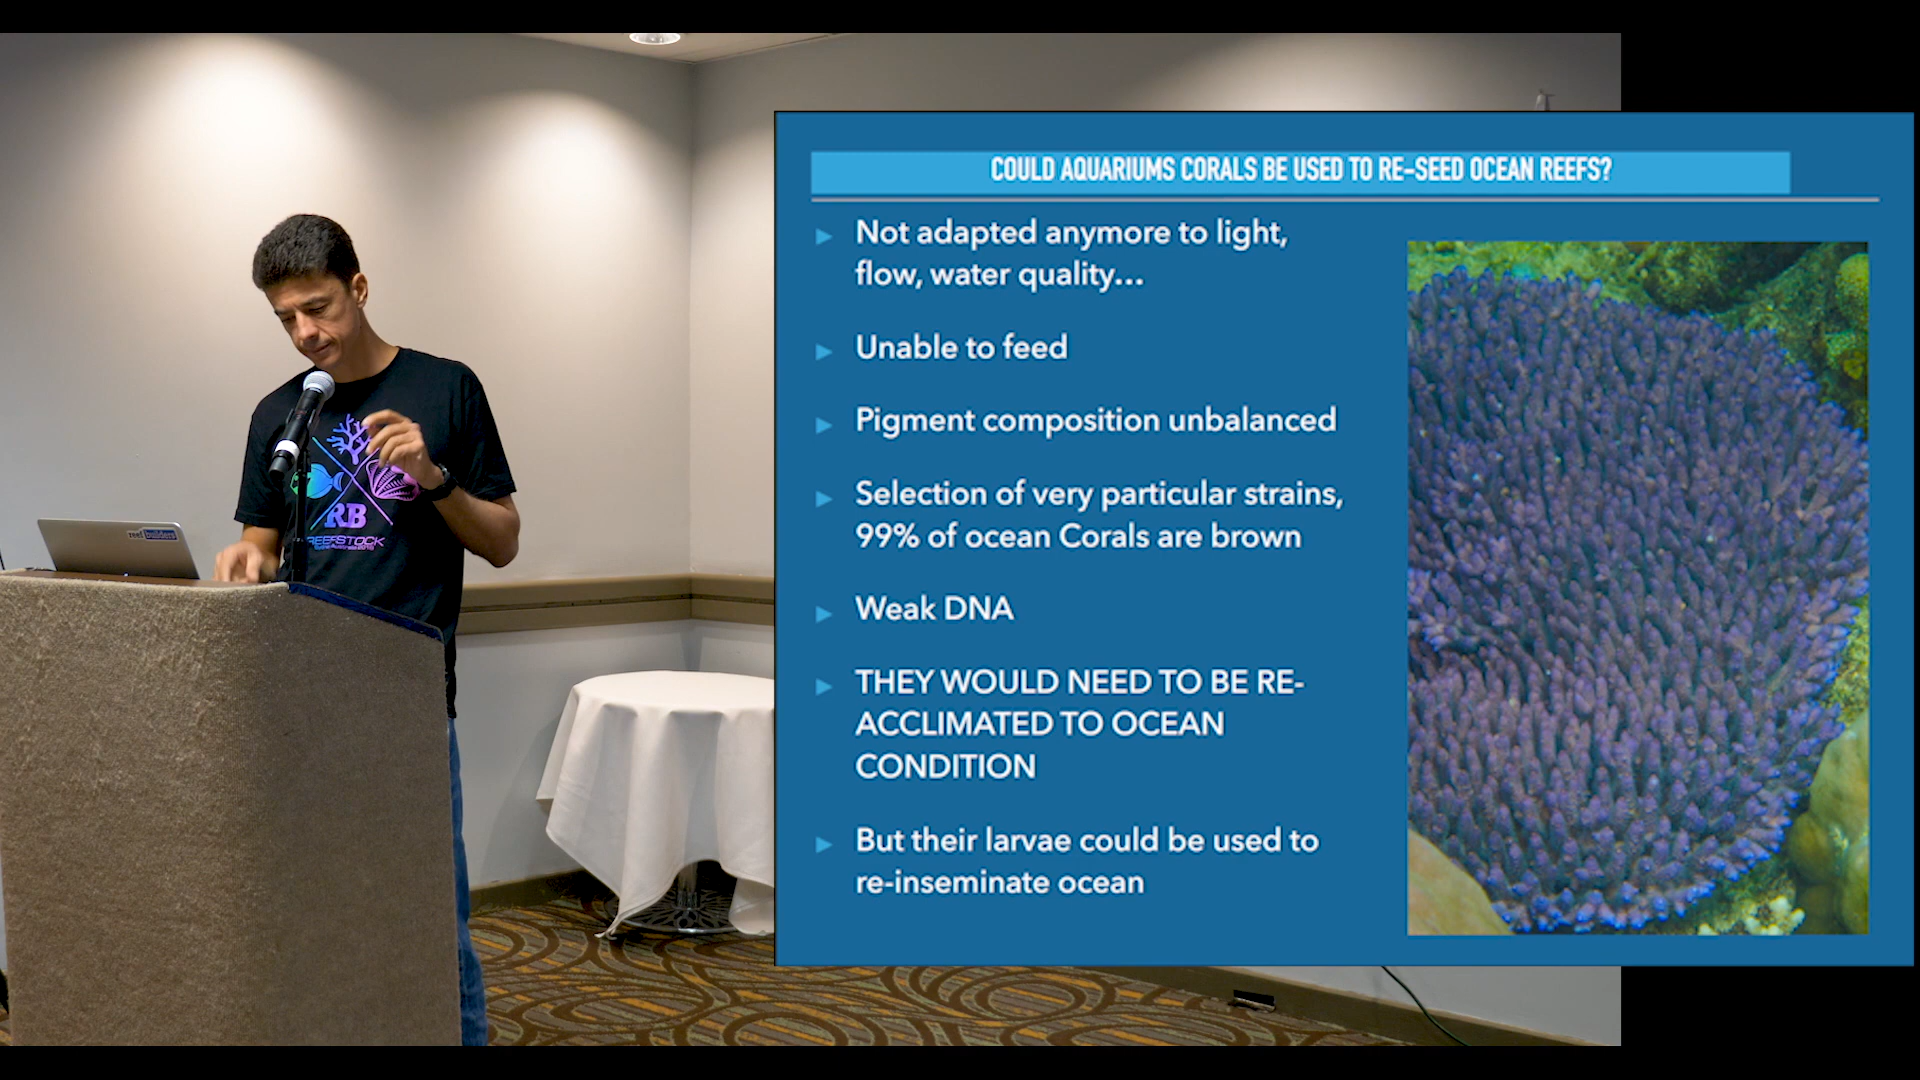 COULD AQUARIUMS CORALS BE USED TO RE-SEED OCEAN REEFS?
Not adapted anymore to light,
flow, water quality...
Unable to feed
Pigment composition unbalanced
Selection of very particular strains,
99% of ocean Corals are brown
Weak DNA
THEY WOULD NEED TO BE RE-
ACCLIMATED TO OCEAN
CONDITION
But their larvae could be used to
re-inseminate ocean
RB
REEFSTOCK
reef builders